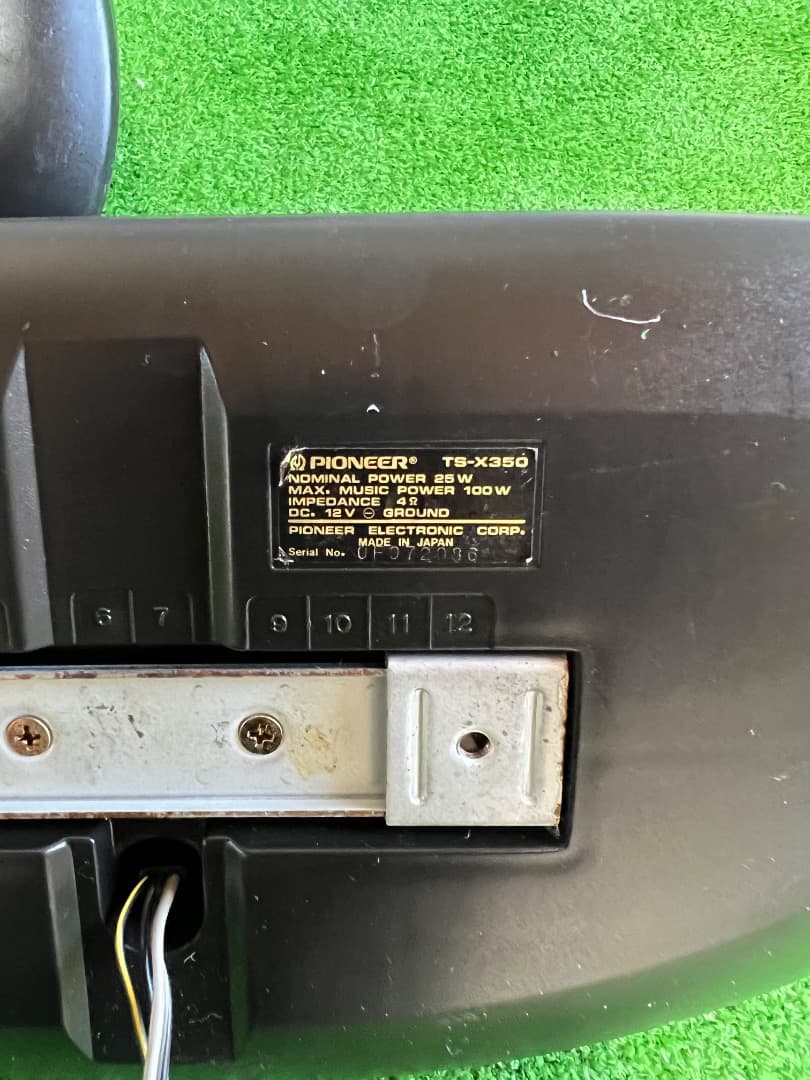 PIONEER® TS-X350
NOMINAL POWER 25W
MAX. MUSIC POWER 100W
IMPEDANCE 4Ω
DC. 12V ⊖ GROUND
PIONEER ELECTRONIC CORP.
MADE IN JAPAN
Serial No.
6 7 9 10 11 12